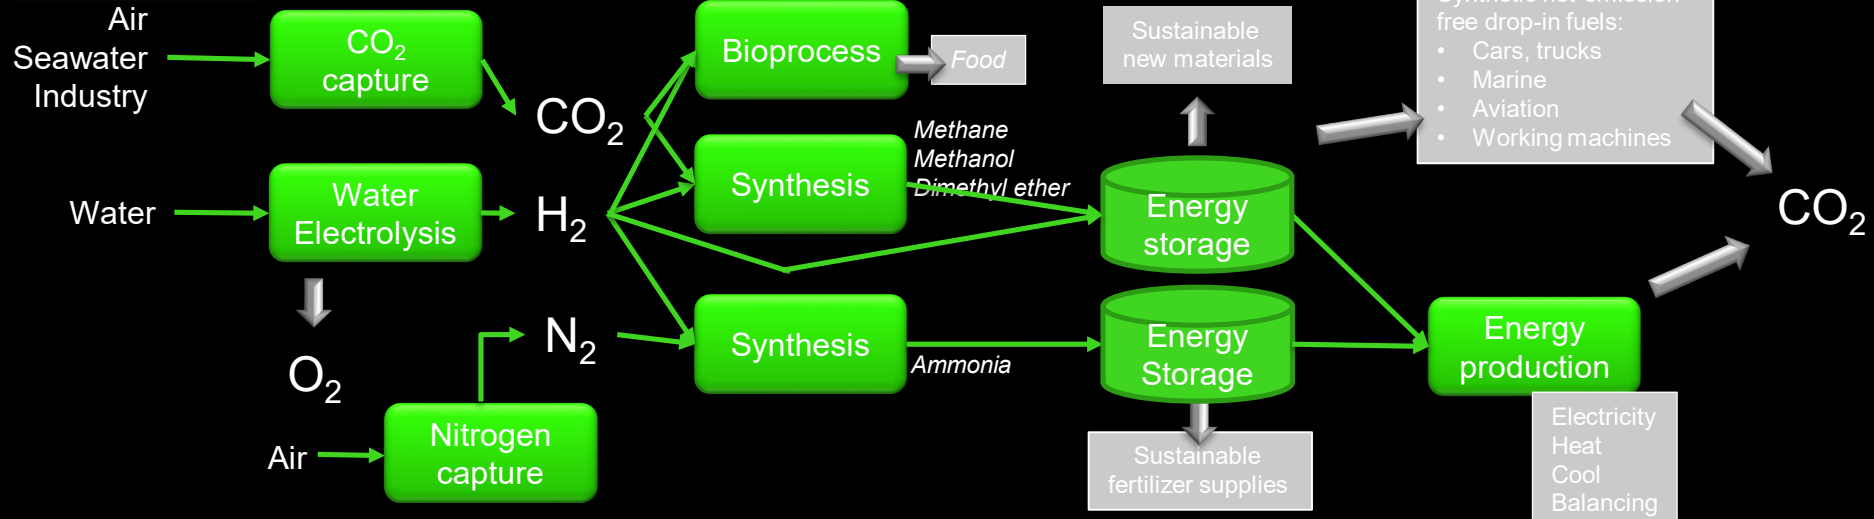 Air
Seawater
Industry
CO2
capture
CO2
Water
Water
Electrolysis
H2
O2
N2
Air
Nitrogen
capture
Bioprocess
Food
Synthesis
Methane
Methanol
Dimethyl ether
Synthesis
Ammonia
Sustainable
new materials
Energy
storage
Energy
Storage
Sustainable
fertilizer supplies
free drop-in fuels:
• Cars, trucks
• Marine
• Aviation
• Working machines
CO2
Energy
production
Electricity
Heat
Cool
Balancing